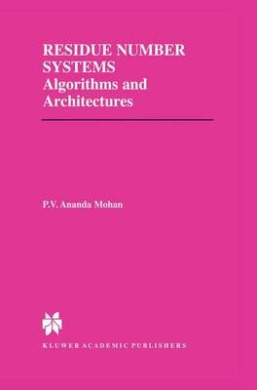 RESIDUE NUMBER
SYSTEMS
Algorithms and
Architectures
P.V. Ananda Mohan
KLUWER ACADEMIC PUBLISHERS